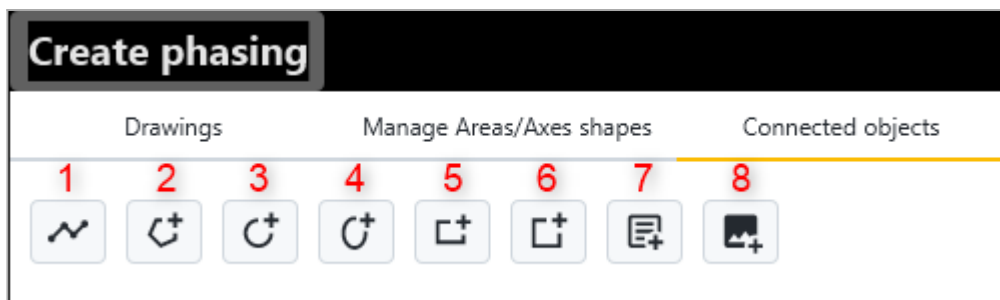 Create phasing
Drawings Manage Areas/Axes shapes Connected objects
1 2 3 4 5 6 7 8